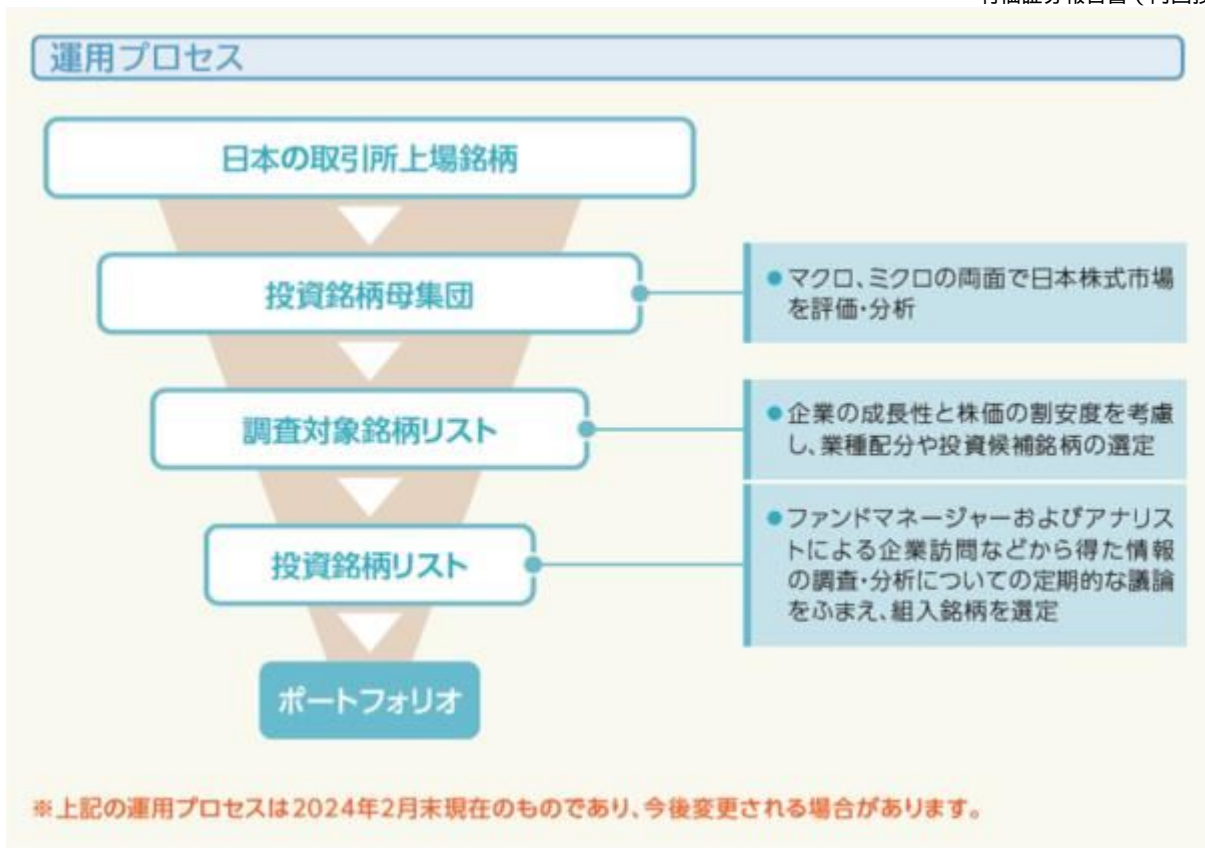 有価証券報告書(内国投
運用プロセス
日本の取引所上場銘柄
投資銘柄母集団
●マクロ、ミクロの両面で日本株式市場
を評価・分析
調査対象銘柄リスト
●企業の成長性と株価の割安度を考慮
し、業種配分や投資候補銘柄の選定
投資銘柄リスト
●ファンドマネージャーおよびアナリス
トによる企業訪問などから得た情報
の調査・分析についての定期的な議論
をふまえ、組入銘柄を選定
ポートフォリオ
※上記の運用プロセスは2024年2月末現在のものであり、今後変更される場合があります。